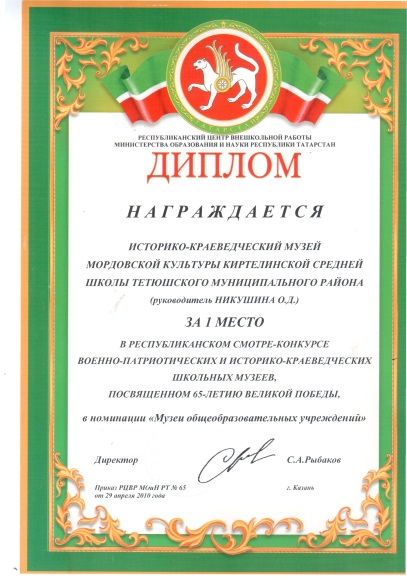 ТАТАРСТАН
РЕСПУБЛИКАНСКИЙ ЦЕНТР ВНЕШКОЛЬНОЙ РАБОТЫ
МИНИСТЕРСТВА ОБРАЗОВАНИЯ И НАУКИ РЕСПУБЛИКИ ТАТАРСТАН
ДИПЛОМ
НАГРАЖДАЕТСЯ
ИСТОРИКО-КРАЕВЕДЧЕСКИЙ МУЗЕЙ
МОРДОВСКОЙ КУЛЬТУРЫ КИРТЕЛИНСКОЙ СРЕДНЕЙ
ШКОЛЫ ТЕТЮШСКОГО МУНИЦИПАЛЬНОГО РАЙОНА
(руководитель НИКУШИНА О.Д.)
ЗА 1 МЕСТО
В РЕСПУБЛИКАНСКОМ СМОТРЕ-КОНКУРСЕ
ВОЕННО-ПАТРИОТИЧЕСКИХ И ИСТОРИКО-КРАЕВЕДЧЕСКИХ
ШКОЛЬНЫХ МУЗЕЕВ,
ПОСВЯЩЕННОМ 65-ЛЕТИЮ ВЕЛИКОЙ ПОБЕДЫ,
в номинации «Музеи общеобразовательных учреждений»
Директор С.А.Рыбаков
Приказ РЦВР МОиН РТ № 65 г. Казань
от 29 апреля 2010 года